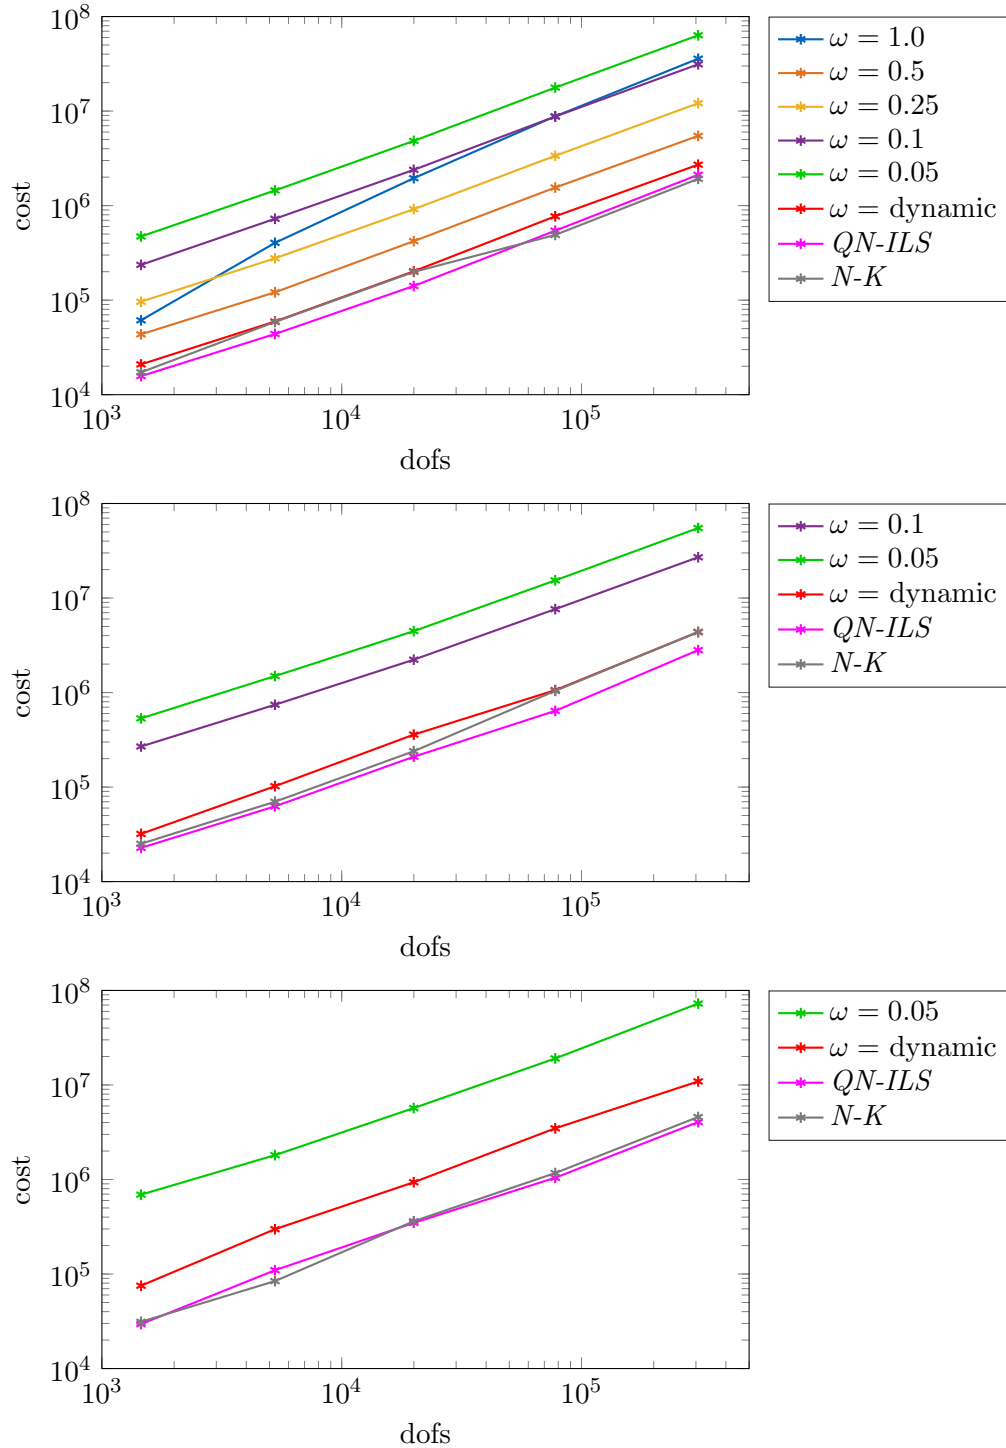 10^8
10^7
10^6
10^5
10^4
cost
10^3
10^4
10^5
dofs
ω = 1.0
ω = 0.5
ω = 0.25
ω = 0.1
ω = 0.05
ω = dynamic
QN-ILS
N-K
10^8
10^7
10^6
10^5
10^4
cost
10^3
10^4
10^5
dofs
ω = 0.1
ω = 0.05
ω = dynamic
QN-ILS
N-K
10^8
10^7
10^6
10^5
10^4
cost
10^3
10^4
10^5
dofs
ω = 0.05
ω = dynamic
QN-ILS
N-K